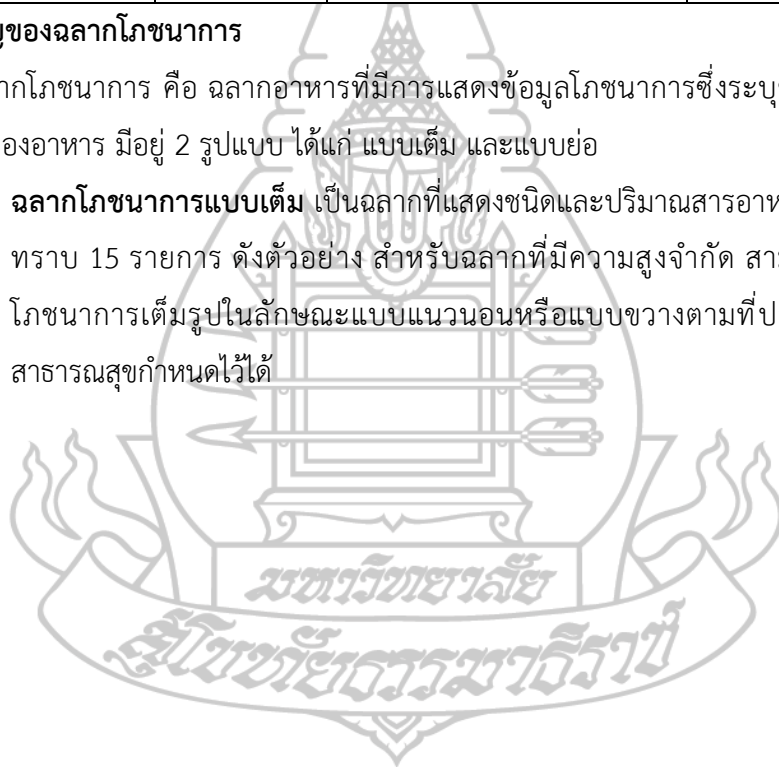 ของฉลากโภชนาการ
ากโภชนาการ คือ ฉลากอาหารที่มีการแสดงข้อมูลโภชนาการซึ่งระบุ
องอาหาร มีอยู่ 2 รูปแบบ ได้แก่ แบบเต็ม และแบบย่อ
ฉลากโภชนาการแบบเต็ม เป็นฉลากที่แสดงชนิดและปริมาณสารอาห
ทราบ 15 รายการ ดังตัวอย่าง สำหรับฉลากที่มีความสูงจำกัด สา
โภชนาการเต็มรูปในลักษณะแบบแนวนอนหรือแบบขวางตามที่ป
สาธารณสุขกำหนดไว้ได้
มหาวิทยาลัย
สุโขทัยธรรมาธิราช